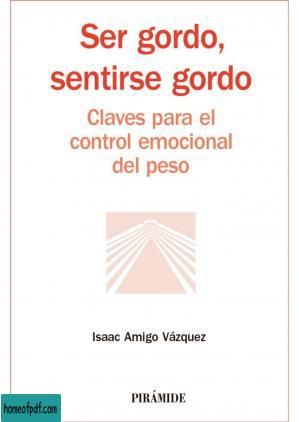 Ser gordo,
sentirse gordo
Claves para el
control emocional
del peso
Isaac Amigo Vázquez
PIRÁMIDE
homeofpdf.com